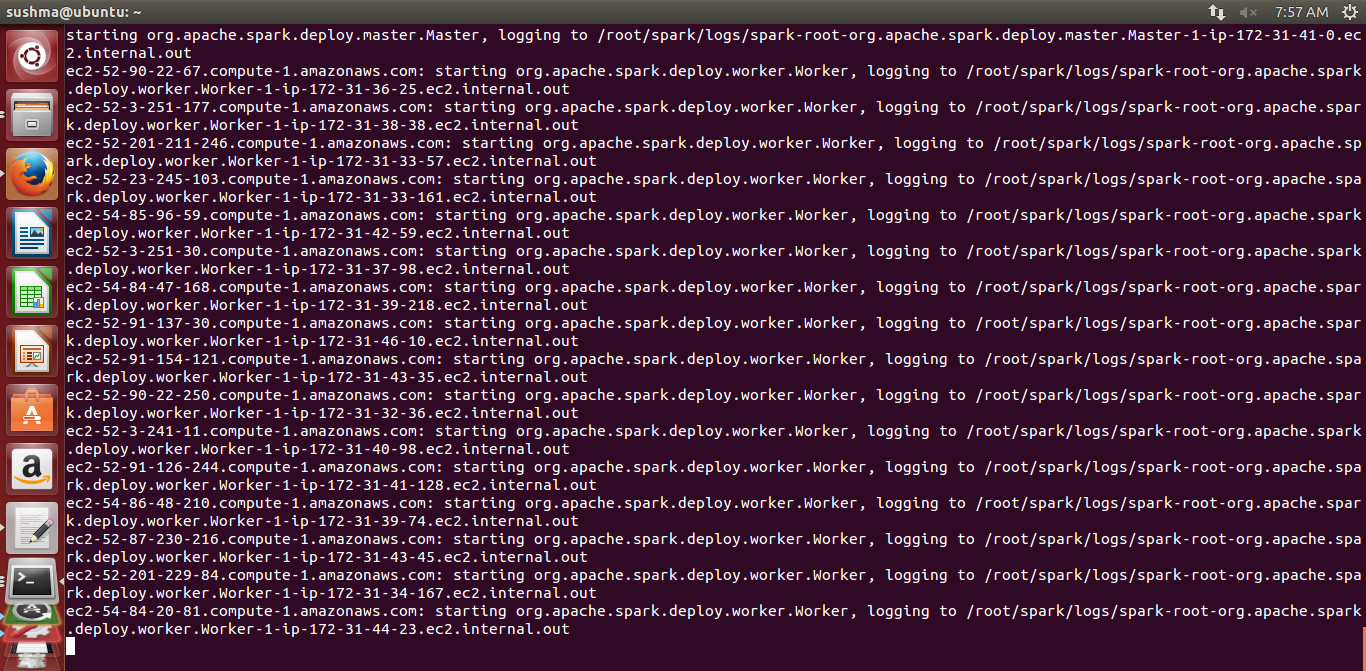 sushma@ubuntu: ~
7:57 AM
starting org.apache.spark.deploy.master.Master, logging to /root/spark/logs/spark-root-org.apache.spark.deploy.master.Master-1-ip-172-31-41-0.ec
2.internal.out
ec2-52-90-22-67.compute-1.amazonaws.com: starting org.apache.spark.deploy.worker.Worker, logging to /root/spark/logs/spark-root-org.apache.spark
.deploy.worker.Worker-1-ip-172-31-36-25.ec2.internal.out
ec2-52-3-251-177.compute-1.amazonaws.com: starting org.apache.spark.deploy.worker.Worker, logging to /root/spark/logs/spark-root-org.apache.spar
k.deploy.worker.Worker-1-ip-172-31-38-38.ec2.internal.out
ec2-52-201-211-246.compute-1.amazonaws.com: starting org.apache.spark.deploy.worker.Worker, logging to /root/spark/logs/spark-root-org.apache.sp
ark.deploy.worker.Worker-1-ip-172-31-33-57.ec2.internal.out
ec2-52-23-245-103.compute-1.amazonaws.com: starting org.apache.spark.deploy.worker.Worker, logging to /root/spark/logs/spark-root-org.apache.spa
rk.deploy.worker.Worker-1-ip-172-31-33-161.ec2.internal.out
ec2-54-85-96-59.compute-1.amazonaws.com: starting org.apache.spark.deploy.worker.Worker, logging to /root/spark/logs/spark-root-org.apache.spark
.deploy.worker.Worker-1-ip-172-31-42-59.ec2.internal.out
ec2-52-3-251-30.compute-1.amazonaws.com: starting org.apache.spark.deploy.worker.Worker, logging to /root/spark/logs/spark-root-org.apache.spark
.deploy.worker.Worker-1-ip-172-31-37-98.ec2.internal.out
ec2-54-84-47-168.compute-1.amazonaws.com: starting org.apache.spark.deploy.worker.Worker, logging to /root/spark/logs/spark-root-org.apache.spar
k.deploy.worker.Worker-1-ip-172-31-39-218.ec2.internal.out
ec2-52-91-137-30.compute-1.amazonaws.com: starting org.apache.spark.deploy.worker.Worker, logging to /root/spark/logs/spark-root-org.apache.spar
k.deploy.worker.Worker-1-ip-172-31-46-10.ec2.internal.out
ec2-52-91-154-121.compute-1.amazonaws.com: starting org.apache.spark.deploy.worker.Worker, logging to /root/spark/logs/spark-root-org.apache.spa
rk.deploy.worker.Worker-1-ip-172-31-43-35.ec2.internal.out
ec2-52-90-22-250.compute-1.amazonaws.com: starting org.apache.spark.deploy.worker.Worker, logging to /root/spark/logs/spark-root-org.apache.spar
k.deploy.worker.Worker-1-ip-172-31-32-36.ec2.internal.out
ec2-52-3-241-11.compute-1.amazonaws.com: starting org.apache.spark.deploy.worker.Worker, logging to /root/spark/logs/spark-root-org.apache.spark
.deploy.worker.Worker-1-ip-172-31-40-98.ec2.internal.out
ec2-52-91-126-244.compute-1.amazonaws.com: starting org.apache.spark.deploy.worker.Worker, logging to /root/spark/logs/spark-root-org.apache.spa
rk.deploy.worker.Worker-1-ip-172-31-41-128.ec2.internal.out
ec2-54-86-48-210.compute-1.amazonaws.com: starting org.apache.spark.deploy.worker.Worker, logging to /root/spark/logs/spark-root-org.apache.spar
k.deploy.worker.Worker-1-ip-172-31-39-74.ec2.internal.out
ec2-52-87-230-216.compute-1.amazonaws.com: starting org.apache.spark.deploy.worker.Worker, logging to /root/spark/logs/spark-root-org.apache.spa
rk.deploy.worker.Worker-1-ip-172-31-43-45.ec2.internal.out
ec2-52-201-229-84.compute-1.amazonaws.com: starting org.apache.spark.deploy.worker.Worker, logging to /root/spark/logs/spark-root-org.apache.spa
rk.deploy.worker.Worker-1-ip-172-31-34-167.ec2.internal.out
ec2-54-84-20-81.compute-1.amazonaws.com: starting org.apache.spark.deploy.worker.Worker, logging to /root/spark/logs/spark-root-org.apache.spark
.deploy.worker.Worker-1-ip-172-31-44-23.ec2.internal.out